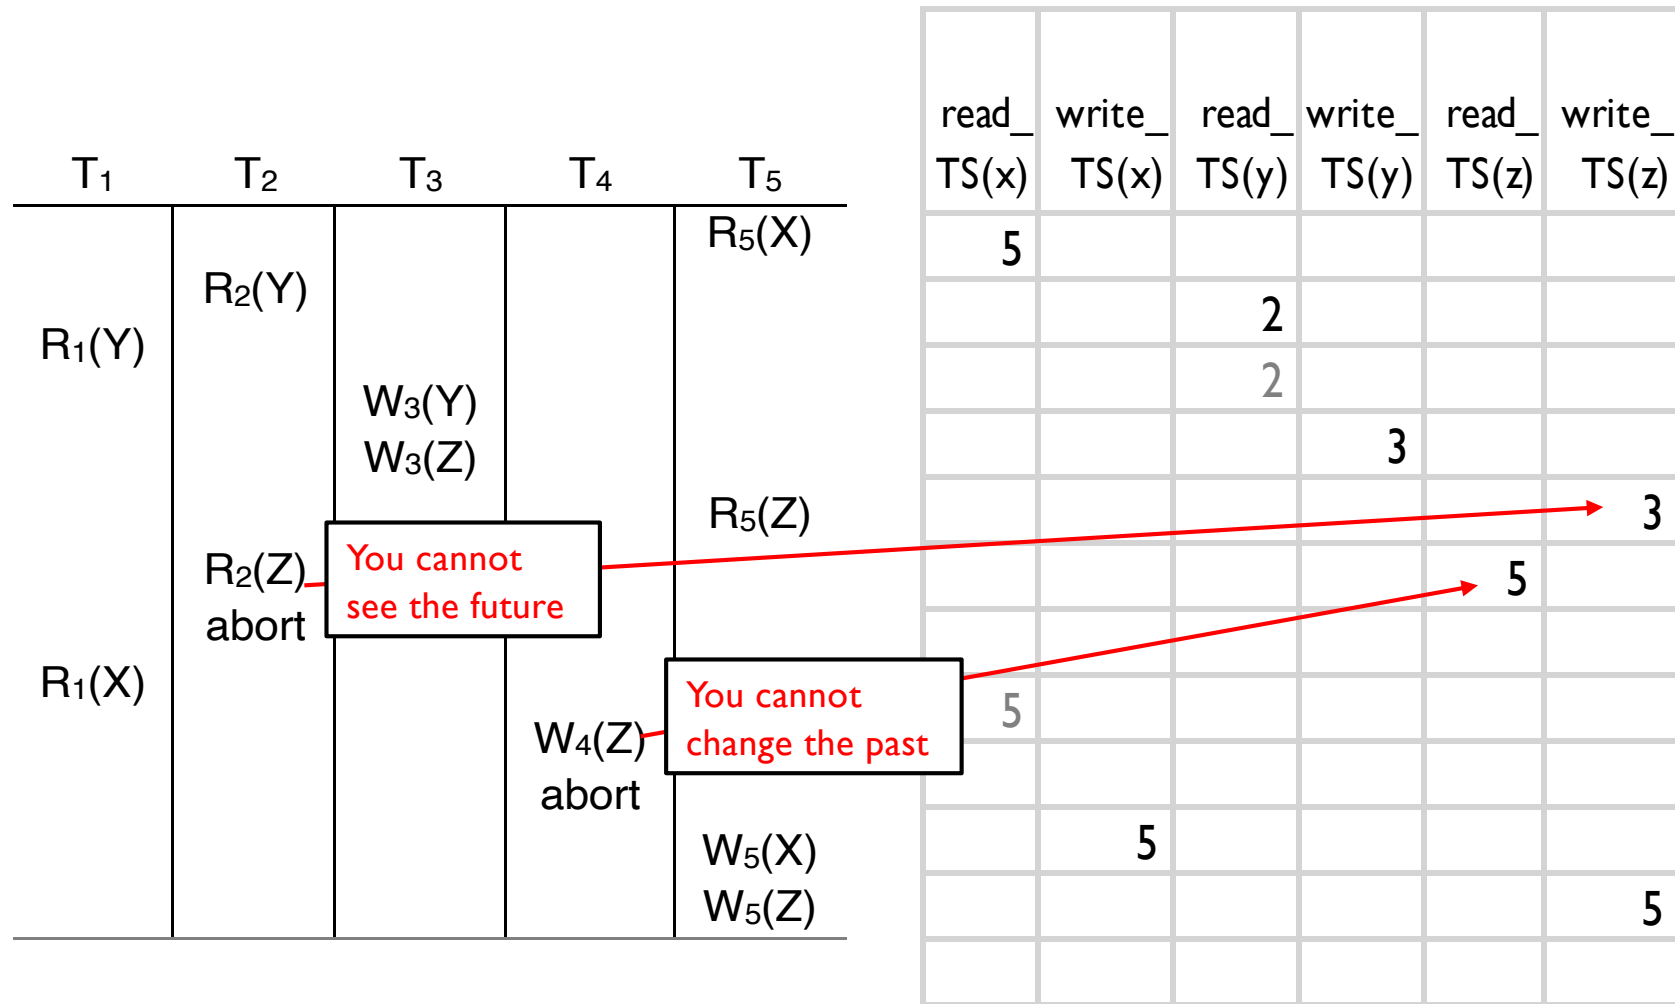 T₁ T₂ T₃ T₄ T₅
read_ write_ read_ write_ read_ write_
TS(x) TS(x) TS(y) TS(y) TS(z) TS(z)
R₅(X)
5
R₂(Y)
2
R₁(Y)
2
W₃(Y)
3
W₃(Z)
R₅(Z)
3
R₂(Z)
abort
You cannot
see the future
5
R₁(X)
5
W₄(Z)
abort
You cannot
change the past
W₅(X)
5
W₅(Z)
5